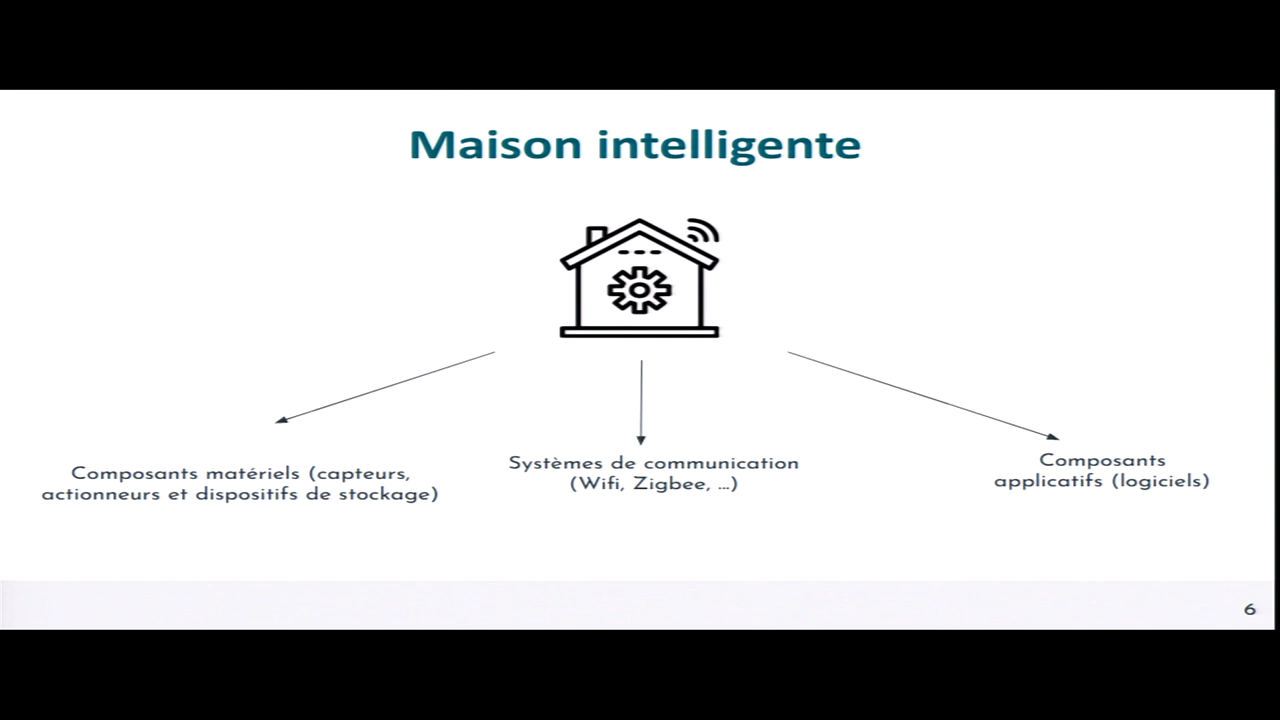 Maison intelligente
Composants matériels (capteurs,
actionneurs et dispositifs de stockage)
Systèmes de communication
(Wifi, Zigbee, ...)
Composants
applicatifs (logiciels)
6